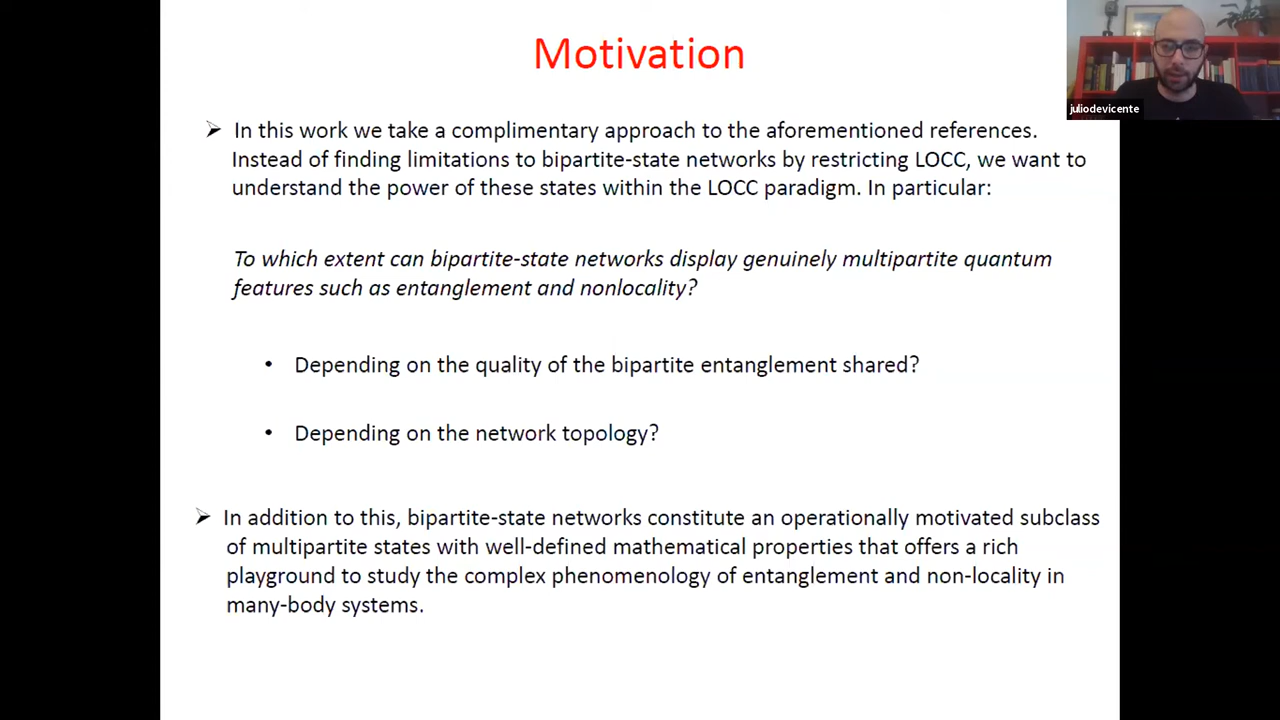 Motivation
juliodevicente
➢ In this work we take a complimentary approach to the aforementioned references.
Instead of finding limitations to bipartite-state networks by restricting LOCC, we want to
understand the power of these states within the LOCC paradigm. In particular:
To which extent can bipartite-state networks display genuinely multipartite quantum
features such as entanglement and nonlocality?
• Depending on the quality of the bipartite entanglement shared?
• Depending on the network topology?
➢ In addition to this, bipartite-state networks constitute an operationally motivated subclass
of multipartite states with well-defined mathematical properties that offers a rich
playground to study the complex phenomenology of entanglement and non-locality in
many-body systems.